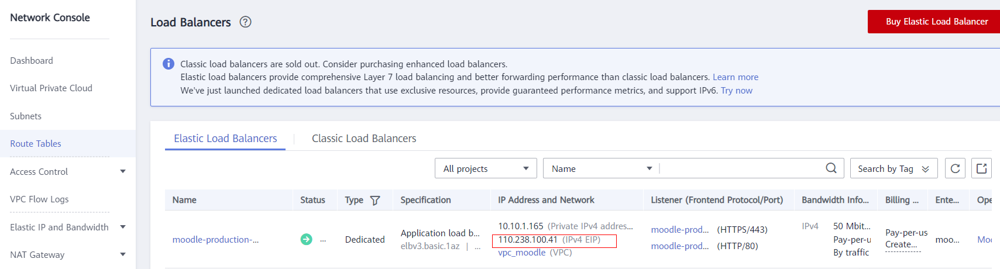 Network Console
Dashboard
Virtual Private Cloud
Subnets
Route Tables
Access Control
VPC Flow Logs
Elastic IP and Bandwidth
NAT Gateway
Load Balancers ?
Buy Elastic Load Balancer
Classic load balancers are sold out. Consider purchasing enhanced load balancers.
Elastic load balancers provide comprehensive Layer 7 load balancing and better forwarding performance than classic load balancers. Learn more
We've just launched dedicated load balancers that use exclusive resources, provide guaranteed performance metrics, and support IPv6. Try now
Elastic Load Balancers Classic Load Balancers
All projects Name Search by Tag
Name Status Type Specification IP Address and Network Listener (Frontend Protocol/Port) Bandwidth Info... Billing ... Ente... Ope
moodle-production-...
...
Dedicated
Application load b...
elbv3.basic.1az | ...
10.10.1.165 (Private IPv4 addres...
110.238.100.41 (IPv4 EIP)
vpc_moodle (VPC)
moodle-prod... (HTTPS/443)
moodle-prod... (HTTP/80)
IPv4 50 Mbit...
Pay-per-u
By traffic
Pay-per-us
Create...
moo...
Moc